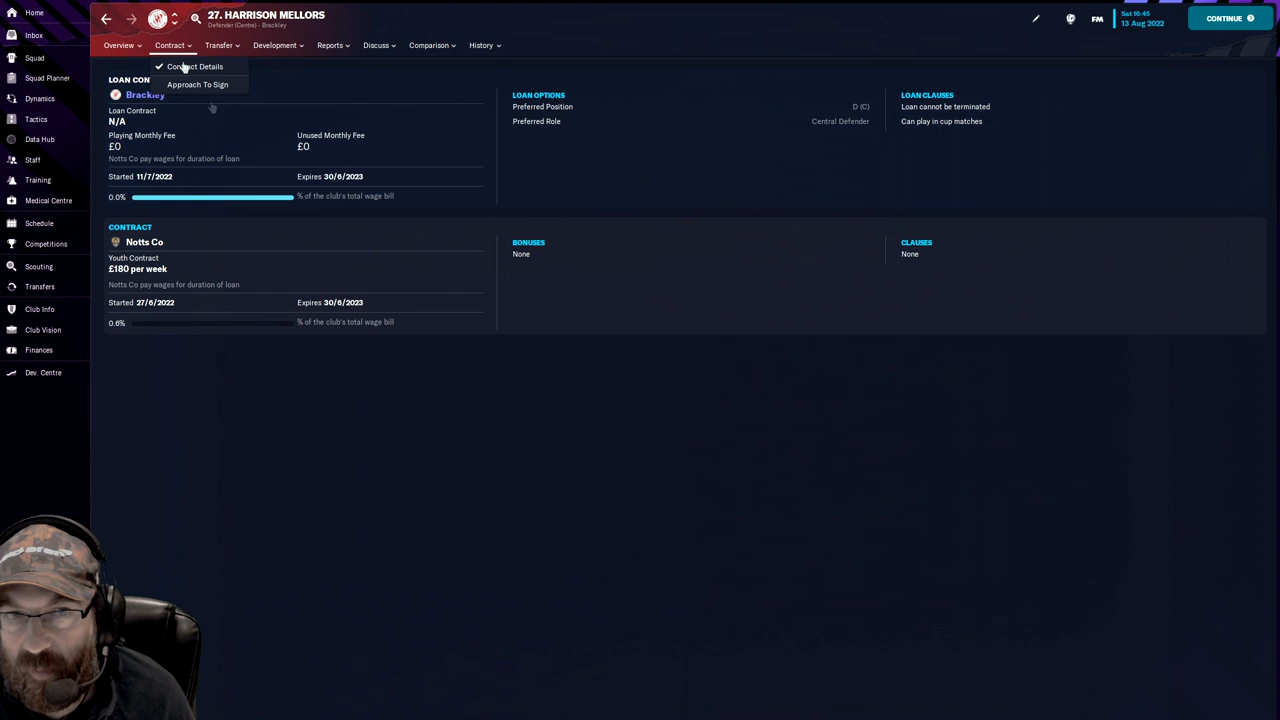 Home
Inbox
Squad
Squad Planner
Dynamics
Tactics
Data Hub
Staff
Training
Medical Centre
Schedule
Competitions
Scouting
Transfers
Club Info
Club Vision
Finances
Dev. Centre
27. HARRISON MELLORS
Defender (Centre) - Brackley
FM
Sat 16:45
13 Aug 2022
CONTINUE
Overview
Contract
Transfer
Development
Reports
Discuss
Comparison
History
Contract Details
Approach To Sign
LOAN CON
Brackley
Loan Contract
N/A
Playing Monthly Fee
Unused Monthly Fee
£0
£0
Notts Co pay wages for duration of loan
Started 11/7/2022
Expires 30/6/2023
0.0%
% of the club's total wage bill
LOAN OPTIONS
Preferred Position
D (C)
Preferred Role
Central Defender
LOAN CLAUSES
Loan cannot be terminated
Can play in cup matches
CONTRACT
Notts Co
Youth Contract
£180 per week
Notts Co pay wages for duration of loan
Started 27/6/2022
Expires 30/6/2023
0.6%
% of the club's total wage bill
BONUSES
None
CLAUSES
None